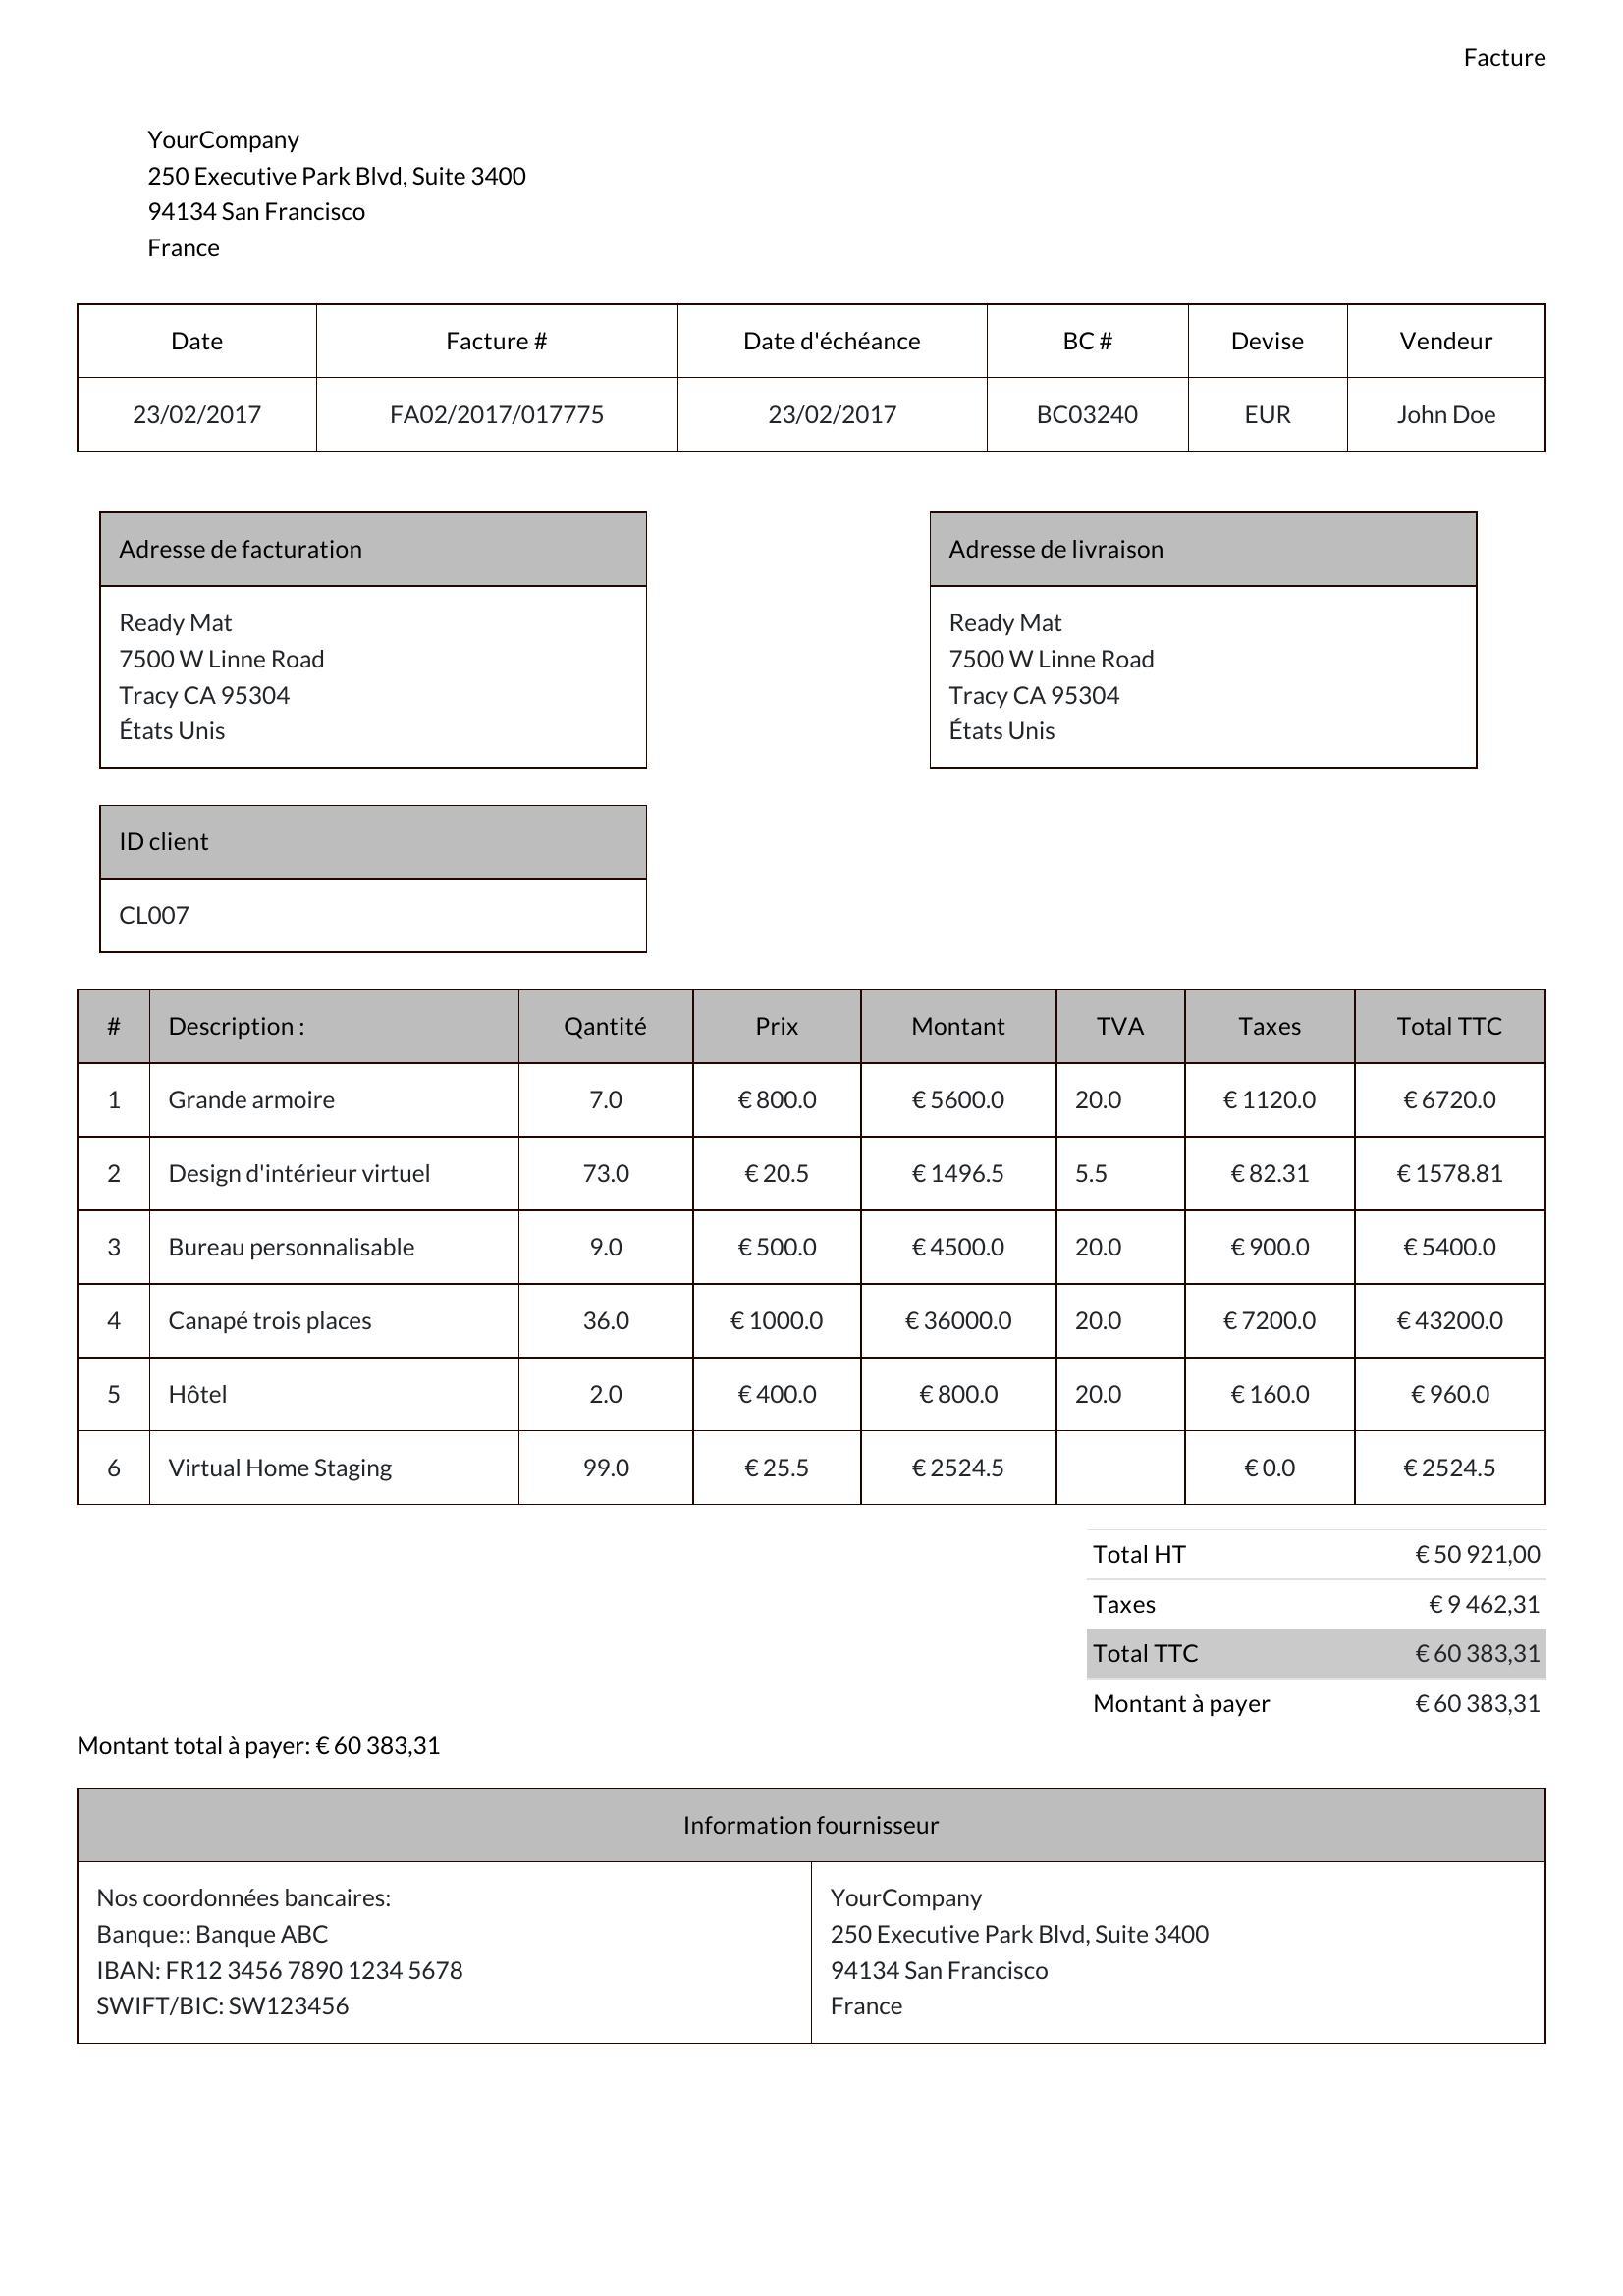 Facture
YourCompany
250 Executive Park Blvd, Suite 3400
94134 San Francisco
France
Date Facture # Date d'échéance BC # Devise Vendeur
23/02/2017 FA02/2017/017775 23/02/2017 BC03240 EUR John Doe
Adresse de facturation
Ready Mat
7500 W Linne Road
Tracy CA 95304
États Unis
Adresse de livraison
Ready Mat
7500 W Linne Road
Tracy CA 95304
États Unis
ID client
CL007
# Description : Qantité Prix Montant TVA Taxes Total TTC
1 Grande armoire 7.0 € 800.0 € 5600.0 20.0 € 1120.0 € 6720.0
2 Design d'intérieur virtuel 73.0 € 20.5 € 1496.5 5.5 € 82.31 € 1578.81
3 Bureau personnalisable 9.0 € 500.0 € 4500.0 20.0 € 900.0 € 5400.0
4 Canapé trois places 36.0 € 1000.0 € 36000.0 20.0 € 7200.0 € 43200.0
5 Hôtel 2.0 € 400.0 € 800.0 20.0 € 160.0 € 960.0
6 Virtual Home Staging 99.0 € 25.5 € 2524.5 € 0.0 € 2524.5
Total HT € 50 921,00
Taxes € 9 462,31
Total TTC € 60 383,31
Montant à payer € 60 383,31
Montant total à payer: € 60 383,31
Information fournisseur
Nos coordonnées bancaires:
Banque:: Banque ABC
IBAN: FR12 3456 7890 1234 5678
SWIFT/BIC: SW123456
YourCompany
250 Executive Park Blvd, Suite 3400
94134 San Francisco
France